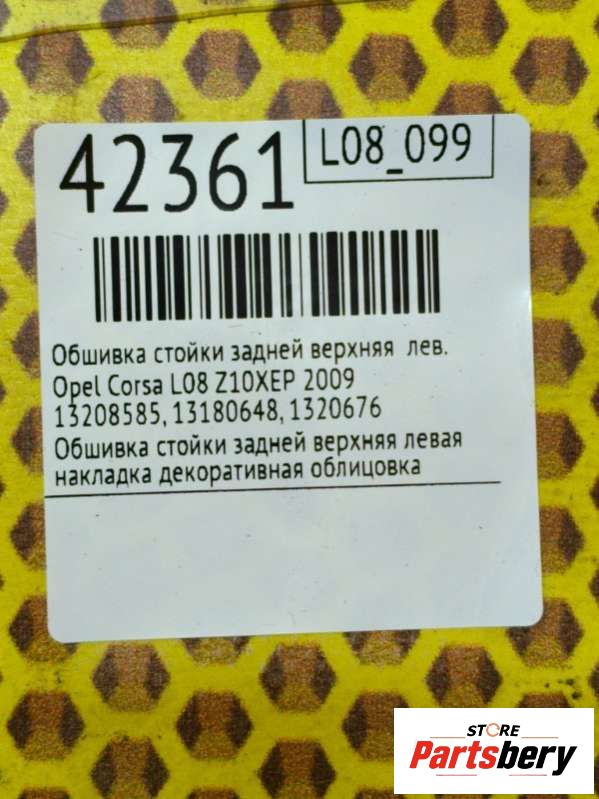 42361
L08_099
Обшивка стойки задней верхняя лев.
Opel Corsa L08 Z10XEP 2009
13208585, 13180648, 1320676
Обшивка стойки задней верхняя левая
накладка декоративная облицовка
STORE
Partsbery